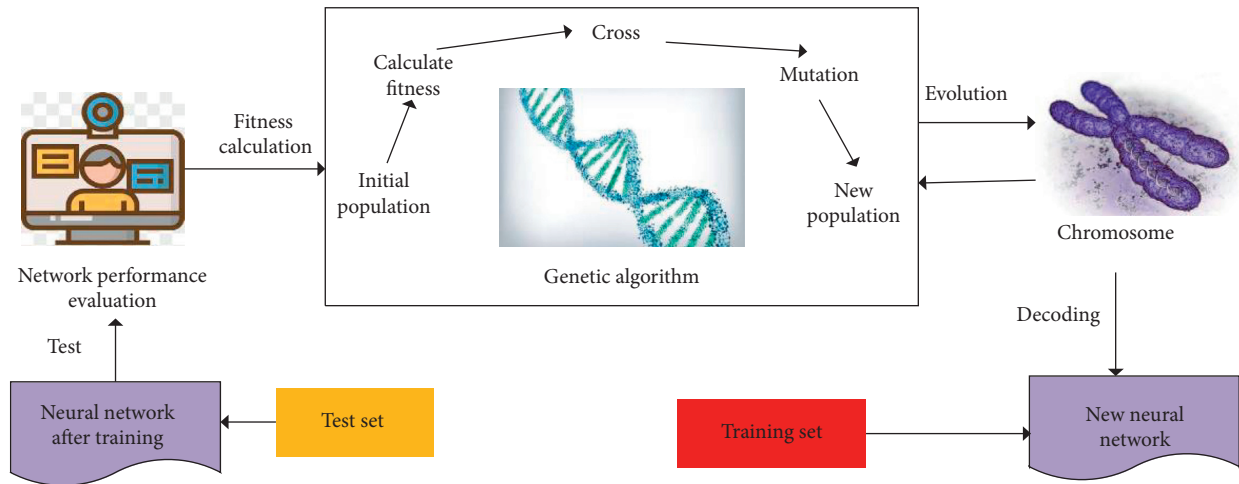 Cross
Calculate
fitness
Mutation
Evolution
Fitness
calculation
Initial
population
New
population
Chromosome
Genetic algorithm
Network performance
evaluation
Decoding
Test
Neural network
after training
Test set
Training set
New neural
network